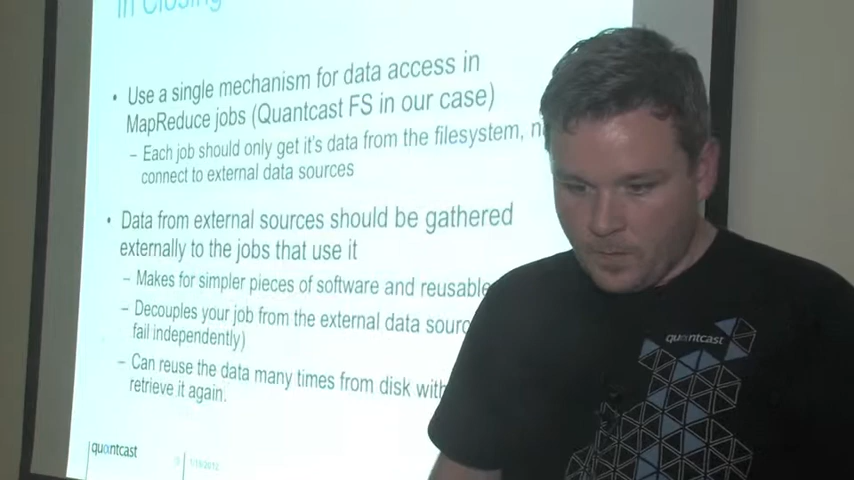 In Closing
• Use a single mechanism for data access in
MapReduce jobs (Quantcast FS in our case)
– Each job should only get it's data from the filesystem,
connect to external data sources
• Data from external sources should be gathered
externally to the jobs that use it
– Makes for simpler pieces of software and reusable
– Decouples your job from the external data
fail independently)
– Can reuse the data many times from disk
retrieve it again.
quantcast
quantcast